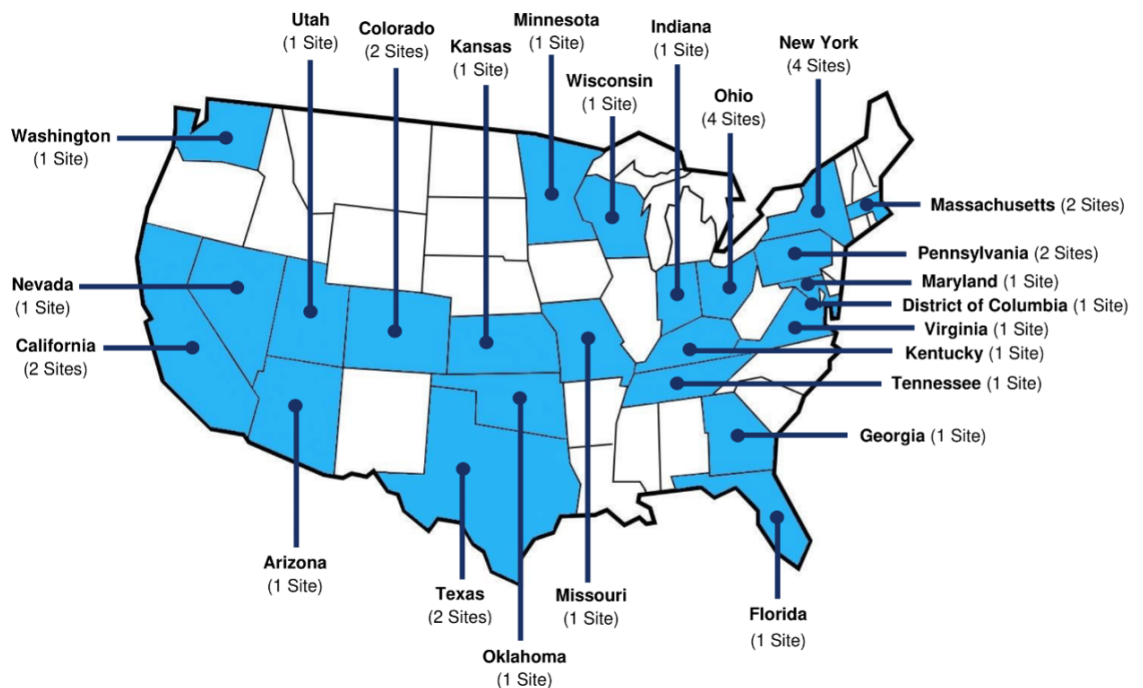 Utah
(1 Site)
Colorado
(2 Sites)
Kansas
(1 Site)
Minnesota
(1 Site)
Wisconsin
(1 Site)
Indiana
(1 Site)
Ohio
(4 Sites)
New York
(4 Sites)
Washington
(1 Site)
Massachusetts (2 Sites)
Pennsylvania (2 Sites)
Maryland (1 Site)
District of Columbia (1 Site)
Virginia (1 Site)
Kentucky (1 Site)
Tennessee (1 Site)
Georgia (1 Site)
Nevada
(1 Site)
California
(2 Sites)
Arizona
(1 Site)
Texas
(2 Sites)
Oklahoma
(1 Site)
Missouri
(1 Site)
Florida
(1 Site)